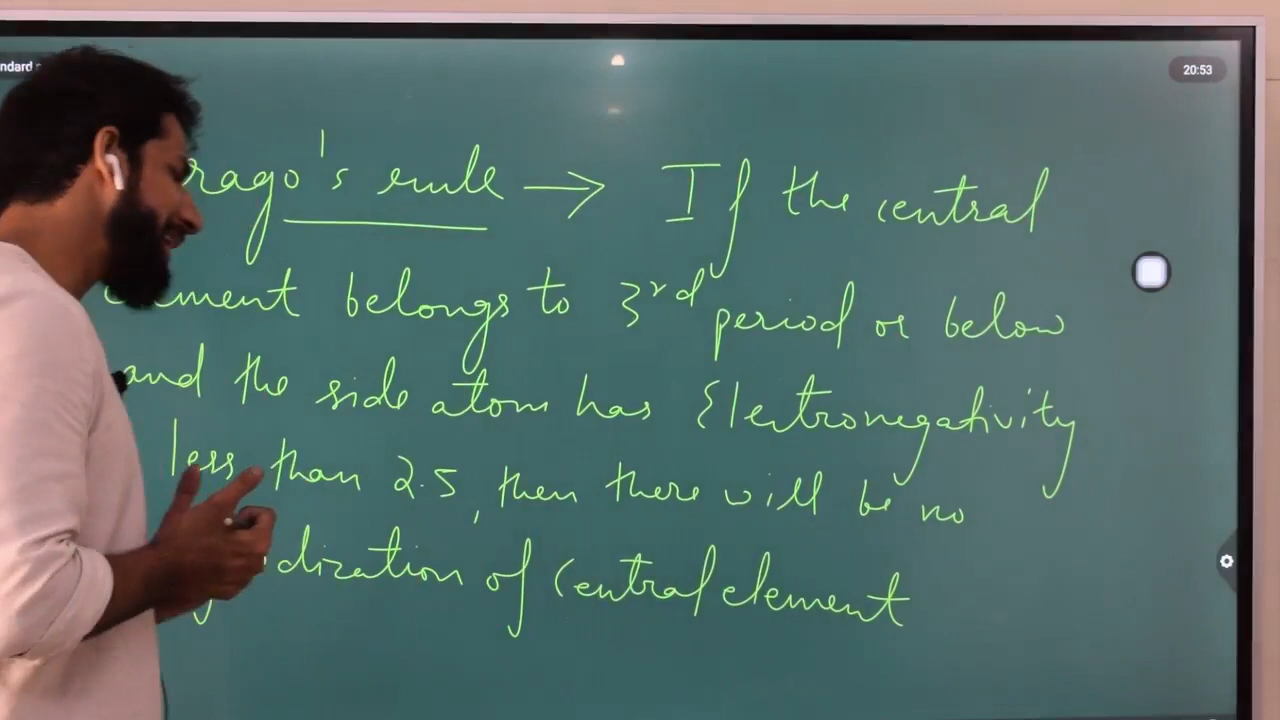 ndard
20:53
rago's rule → If the central
ement belongs to 3rd period or below
and the side atom has Electronegativity
less than 2.5, then there will be no
dization of central element